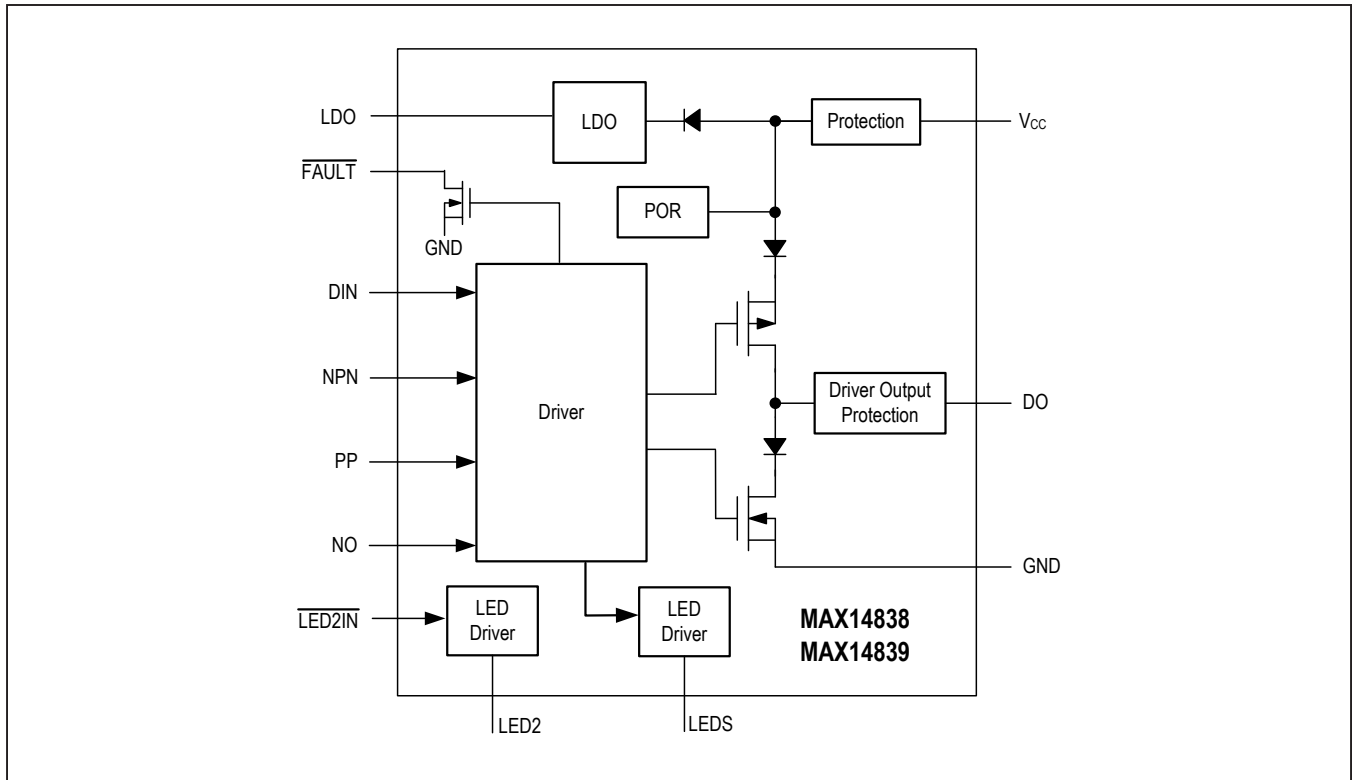 LDO
LDO
Protection
Vcc
FAULT
POR
GND
DIN
NPN
Driver
Driver Output
Protection
DO
PP
NO
GND
LED2IN
LED
Driver
LED
Driver
MAX14838
MAX14839
LED2
LEDS